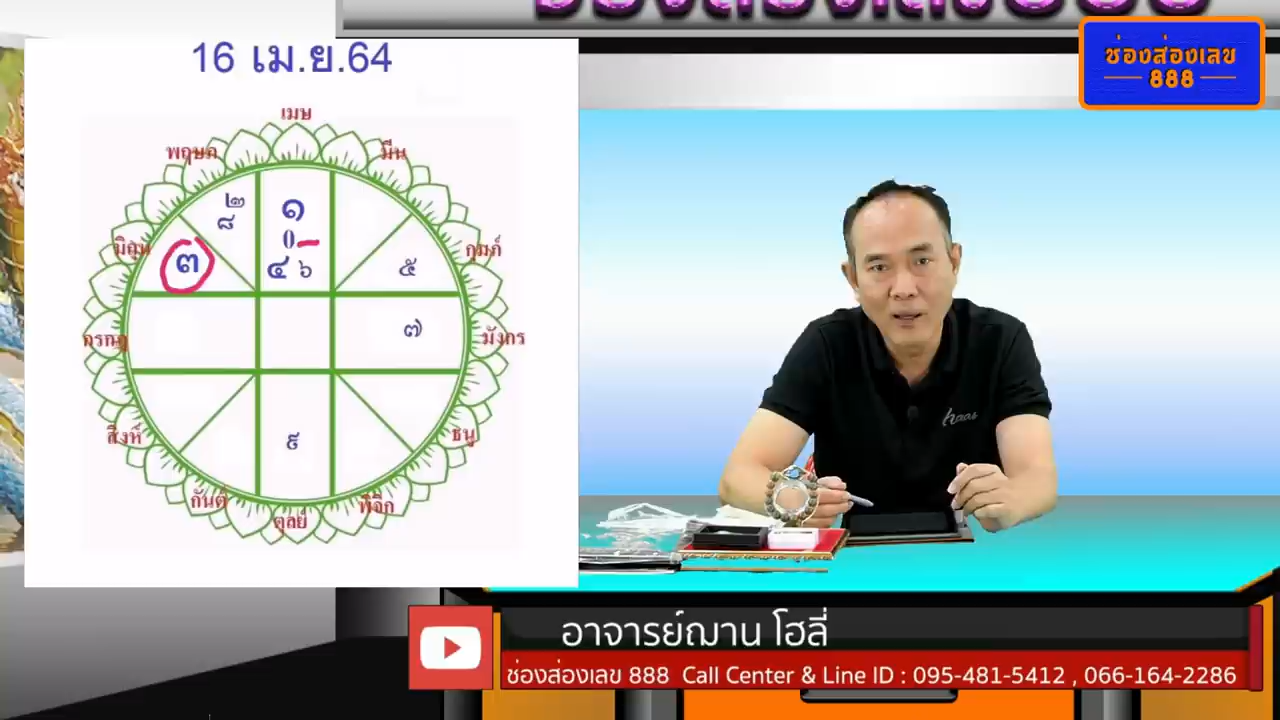 ช่องส่องเลข
888
16 เม.ย.64
เมษ
พฤษภ
มีน
มิถุน
กุมภ์
กรกฎ
มังกร
สิงห์
ธนู
กันย์
ตุลย์
พิจิก
๒
๘
๑
๐
๔ ๖
๓
๕
๗
๙
haas
อาจารย์ฌาน โฮลี่
ช่องส่องเลข 888 Call Center & Line ID : 095-481-5412 , 066-164-2286